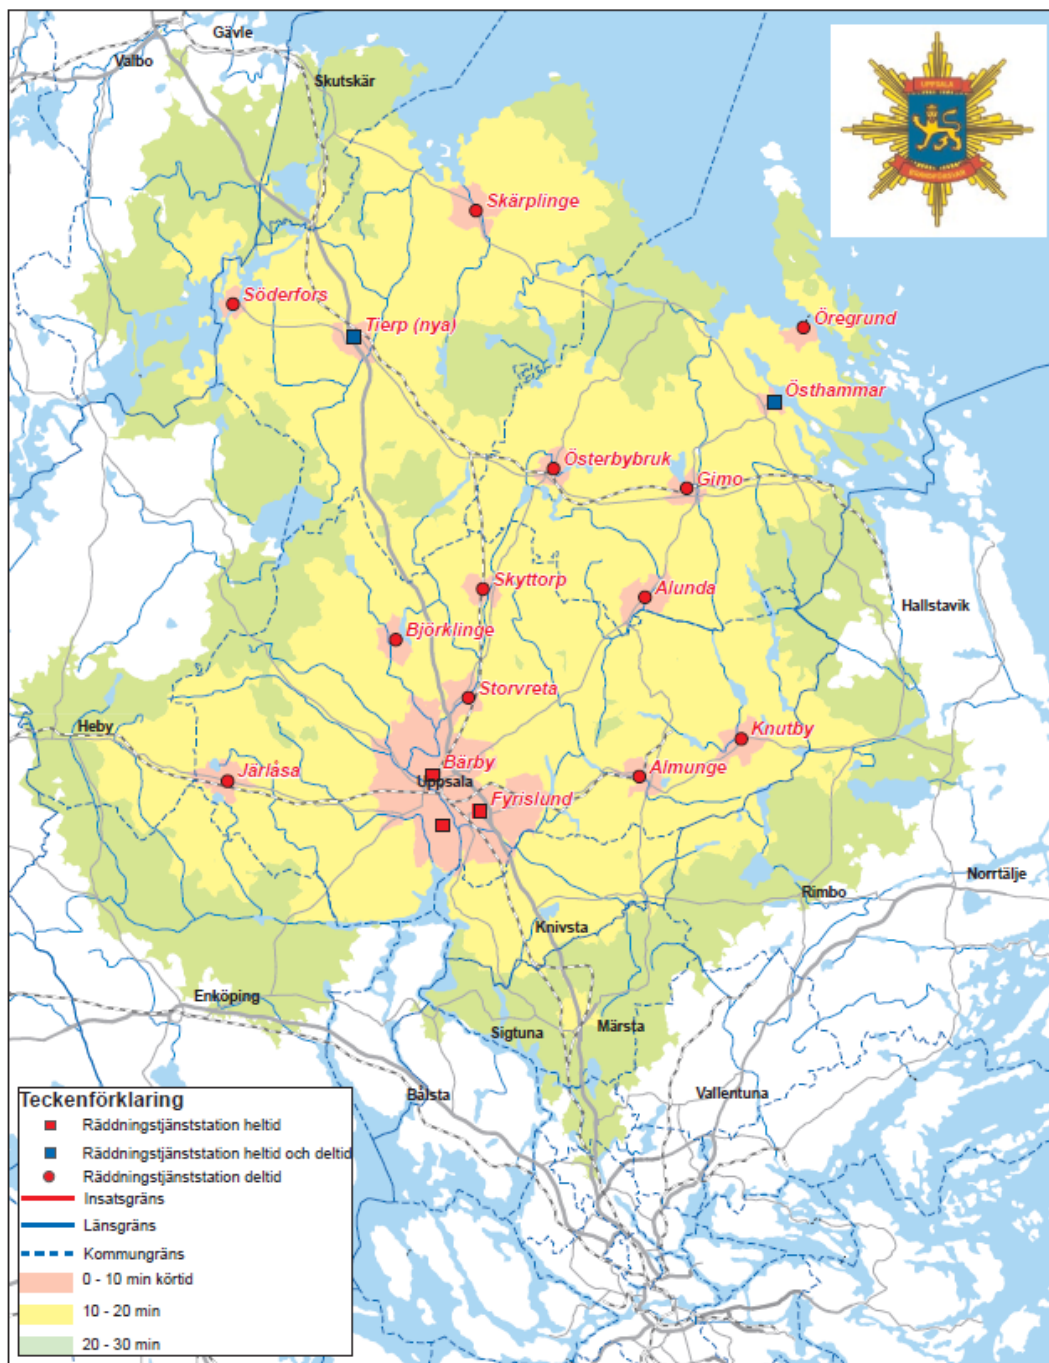 Gävle
Valbo
Skutskär
UPPSALA
BRANDFÖRSVAR
Skärplinge
Söderfors
Tierp (nya)
Öregrund
Östhammar
Österbybruk
Gimo
Skyttorp
Alunda
Hallstavik
Björklinge
Storvreta
Heby
Knutby
Bärby
Järlåsa
Uppsala
Almunge
Fyrislund
Norrtälje
Rimbo
Knivsta
Enköping
Sigtuna
Märsta
Bålsta
Vallentuna
Teckenförklaring
Räddningstjänststation heltid
Räddningstjänststation heltid och deltid
Räddningstjänststation deltid
Insatsgräns
Länsgräns
Kommungräns
0 - 10 min körtid
10 - 20 min
20 - 30 min